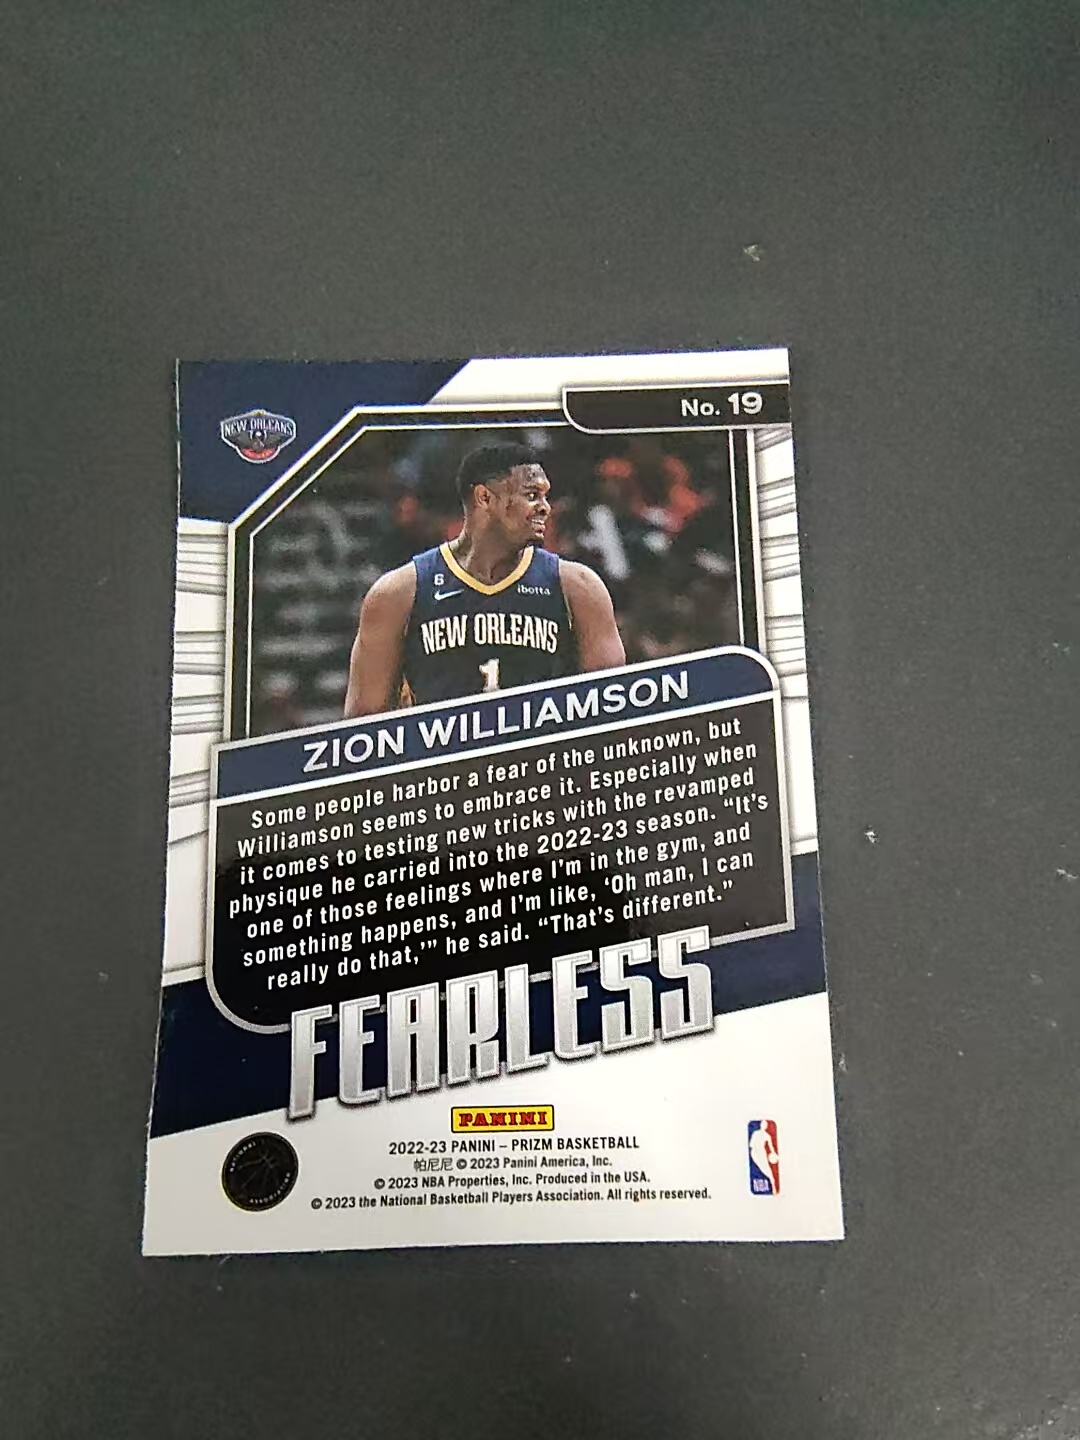 No. 19
NEW ORLEANS
6
ibotta
NEW ORLEANS
1
ZION WILLIAMSON
Some people harbor a fear of the unknown, but
Williamson seems to embrace it. Especially when
it comes to testing new tricks with the revamped
physique he carried into the 2022-23 season. “It’s
one of those feelings where I’m in the gym, and
something happens, and I’m like, ‘Oh man, I can
really do that,’” he said. “That’s different.”
FEARLESS
PANINI
2022-23 PANINI – PRIZM BASKETBALL
帕尼尼 © 2023 Panini America, Inc.
© 2023 NBA Properties, Inc. Produced in the USA.
© 2023 the National Basketball Players Association. All rights reserved.
NATIONAL
ASSOCIATION
NBA